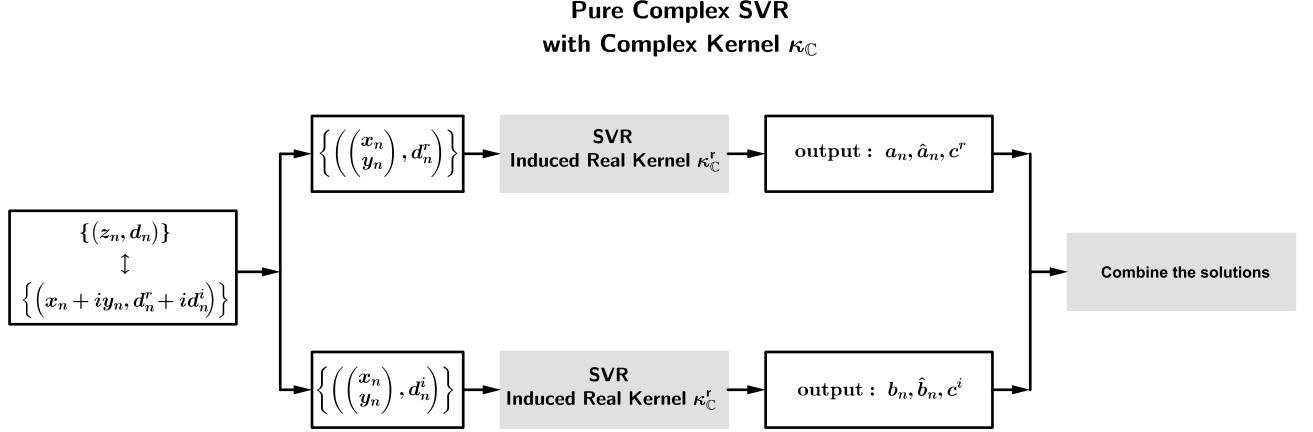 Pure Complex SVR
with Complex Kernel κ_ℂ
{(z_n, d_n)}
↕
{(x_n + iy_n, d_n^r + id_n^i)}
{((x_n
y_n), d_n^r)}
SVR
Induced Real Kernel κ_ℂ^r
output : a_n, â_n, c^r
{((x_n
y_n), d_n^i)}
SVR
Induced Real Kernel κ_ℂ^r
output : b_n, b̂_n, c^i
Combine the solutions